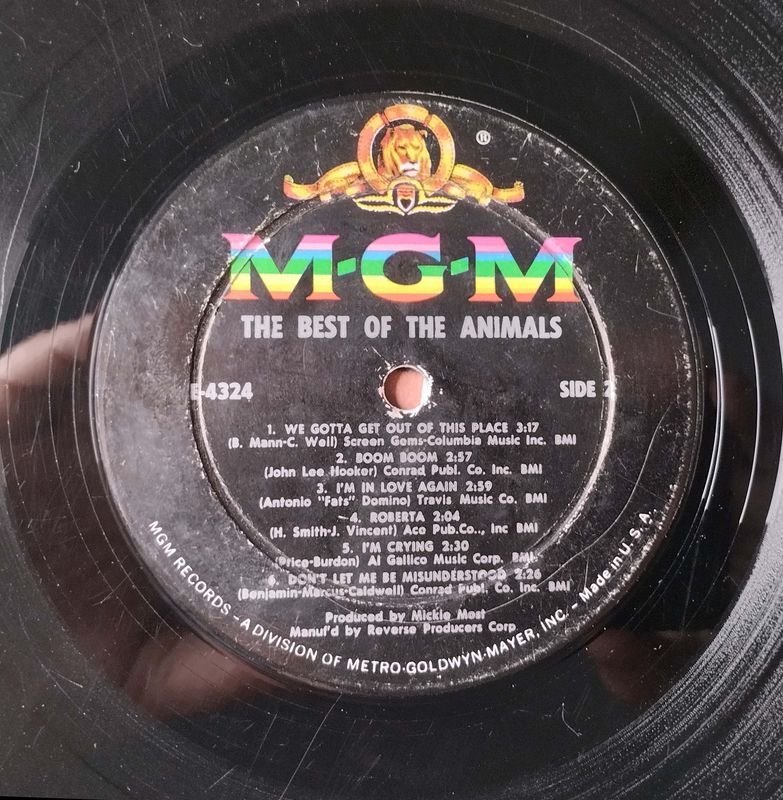 ®
M-G-M
THE BEST OF THE ANIMALS
E-4324
SIDE 2
1. WE GOTTA GET OUT OF THIS PLACE 3:17
(B. Mann-C. Weil) Screen Gems-Columbia Music Inc. BMI
2. BOOM BOOM 2:57
(John Lee Hooker) Conrad Publ. Co. Inc. BMI
3. I'M IN LOVE AGAIN 2:59
(Antonio "Fats" Domino) Travis Music Co. BMI
4. ROBERTA 2:04
(H. Smith-J. Vincent) Aco Pub.Co.., Inc BMI
5. I'M CRYING 2:30
(Price-Burdon) Al Gallico Music Corp. BMI
6. DON'T LET ME BE MISUNDERSTOOD 2:26
(Benjamin-Marcus-Caldwell) Conrad Publ. Co. Inc. BMI
Produced by Mickie Most
Manuf'd by Reverse Producers Corp
MGM RECORDS - A DIVISION OF METRO-GOLDWYN-MAYER, INC. - Made in U.S.A.